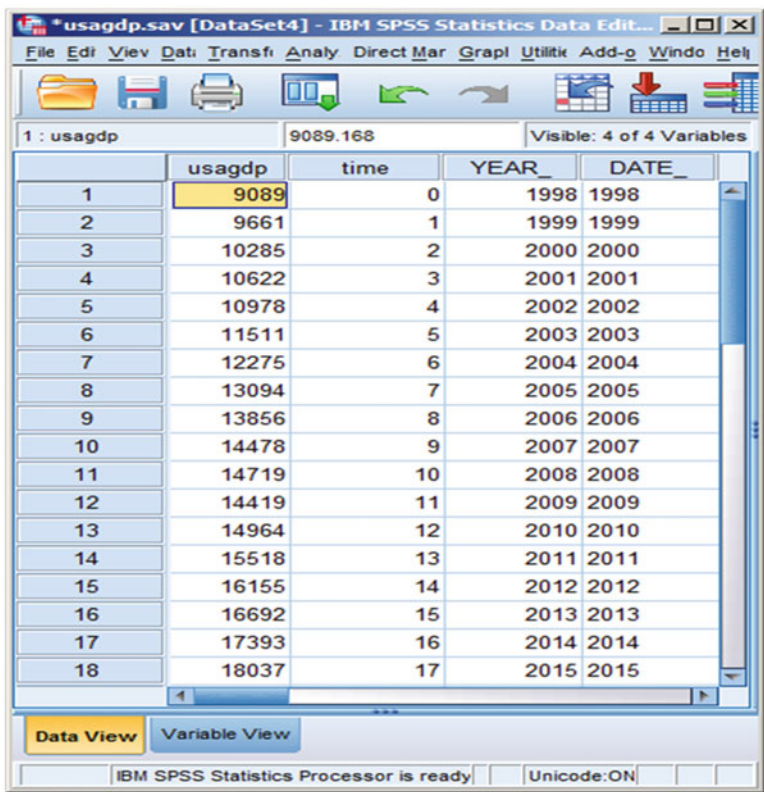 *usagdp.sav [DataSet4] - IBM SPSS Statistics Data Edit...
File Edi Viev Data Transf Analy Direct Mar Grapl Utilitie Add-o Windo Help
1 : usagdp 9089.168 Visible: 4 of 4 Variables
usagdp time YEAR_ DATE_
1 9089 0 1998 1998
2 9661 1 1999 1999
3 10285 2 2000 2000
4 10622 3 2001 2001
5 10978 4 2002 2002
6 11511 5 2003 2003
7 12275 6 2004 2004
8 13094 7 2005 2005
9 13856 8 2006 2006
10 14478 9 2007 2007
11 14719 10 2008 2008
12 14419 11 2009 2009
13 14964 12 2010 2010
14 15518 13 2011 2011
15 16155 14 2012 2012
16 16692 15 2013 2013
17 17393 16 2014 2014
18 18037 17 2015 2015
Data View Variable View
IBM SPSS Statistics Processor is ready Unicode:ON